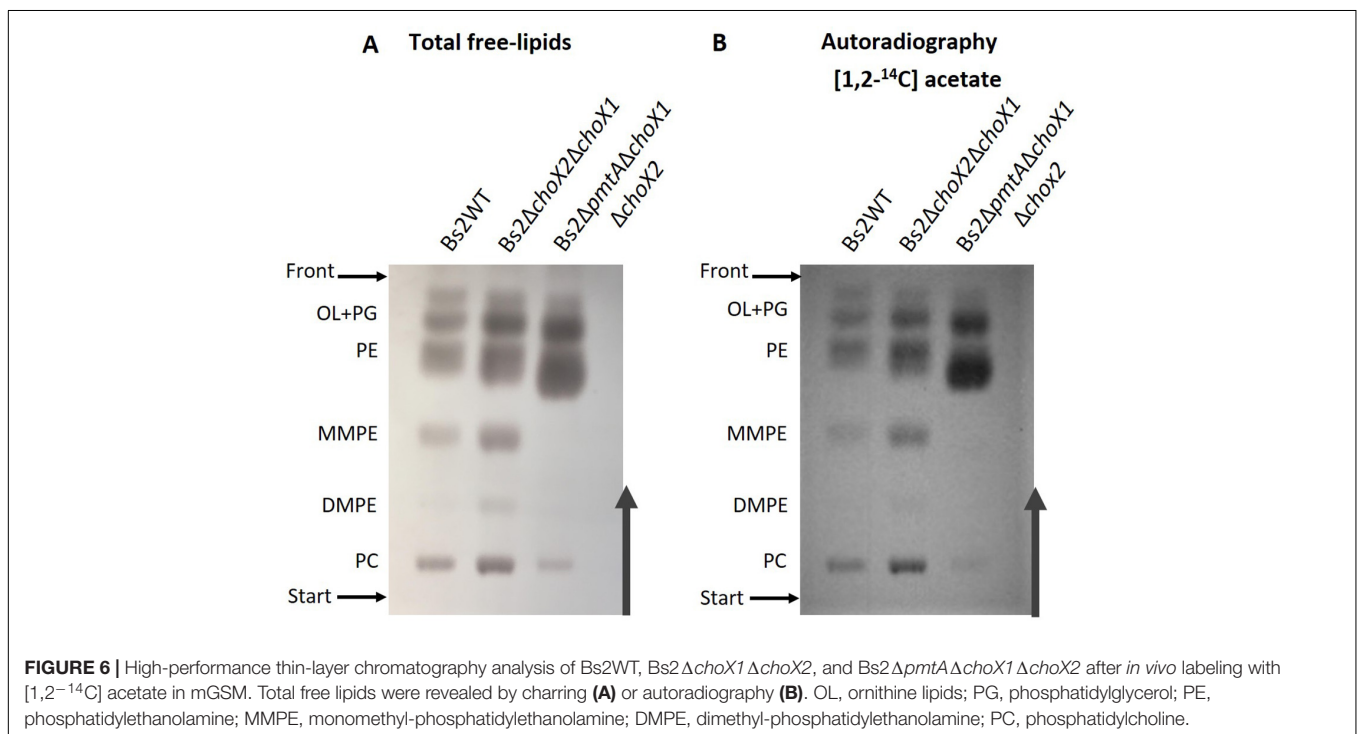 A Total free-lipids
B Autoradiography
[1,2-¹⁴C] acetate
Bs2WT
Bs2ΔchoX2ΔchoX1
Bs2ΔpmtAΔchoX1
ΔchoX2
Front
OL+PG
PE
MMPE
DMPE
PC
Start
Bs2WT
Bs2ΔchoX2ΔchoX1
Bs2ΔpmtAΔchoX1
Δchox2
Front
OL+PG
PE
MMPE
DMPE
PC
Start
FIGURE 6 | High-performance thin-layer chromatography analysis of Bs2WT, Bs2ΔchoX1ΔchoX2, and Bs2ΔpmtAΔchoX1ΔchoX2 after in vivo labeling with
[1,2−¹⁴C] acetate in mGSM. Total free lipids were revealed by charring (A) or autoradiography (B). OL, ornithine lipids; PG, phosphatidylglycerol; PE,
phosphatidylethanolamine; MMPE, monomethyl-phosphatidylethanolamine; DMPE, dimethyl-phosphatidylethanolamine; PC, phosphatidylcholine.